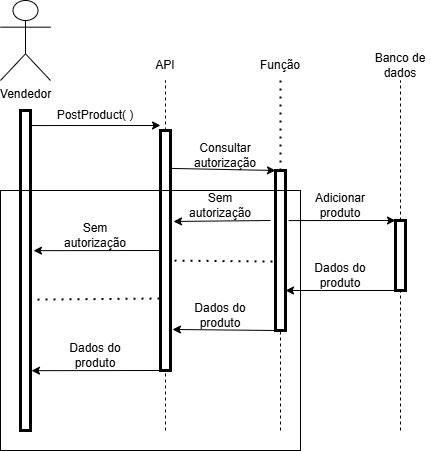 Banco de
dados
API
Função
Vendedor
PostProduct( )
Consultar
autorização
Sem
autorização
Adicionar
produto
Sem
autorização
Dados do
produto
Dados do
produto
Dados do
produto